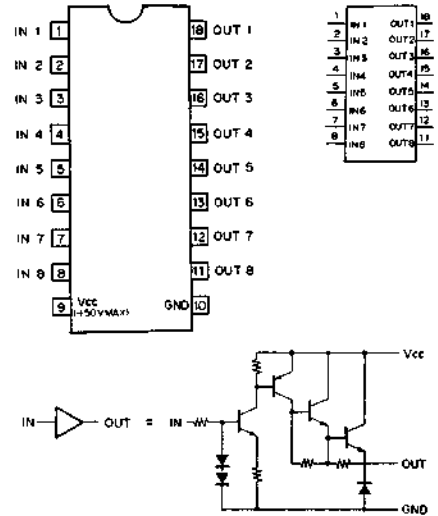 IN 1 1 18 OUT 1
IN 2 2 17 OUT 2
IN 3 3 16 OUT 3
IN 4 4 15 OUT 4
IN 5 5 14 OUT 5
IN 6 6 13 OUT 6
IN 7 7 12 OUT 7
IN 8 8 11 OUT 8
9 Vcc GND 10
(+50V MAX)
1 IN1 OUT1 18
2 IN2 OUT2 17
3 IN3 OUT3 16
4 IN4 OUT4 15
5 IN5 OUT5 14
6 IN6 OUT6 13
7 IN7 OUT7 12
8 IN8 OUT8 11
Vcc
IN OUT = IN
OUT
GND